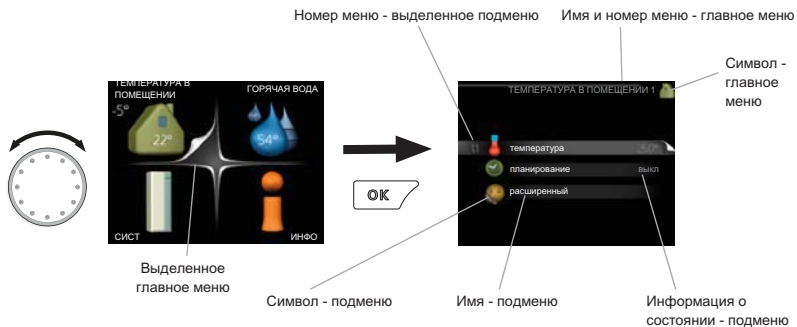 Номер меню - выделенное подменю
Имя и номер меню - главное меню
Символ -
главное
меню
ТЕМПЕРАТУРА В
ПОМЕЩЕНИИ
ГОРЯЧАЯ ВОДА
-5°
22°
54°
СИСТ
ИНФО
OK
ТЕМПЕРАТУРА В ПОМЕЩЕНИИ 1
температура
планирование
выкл
расширенный
Выделенное
главное меню
Символ - подменю
Имя - подменю
Информация о
состоянии - подменю